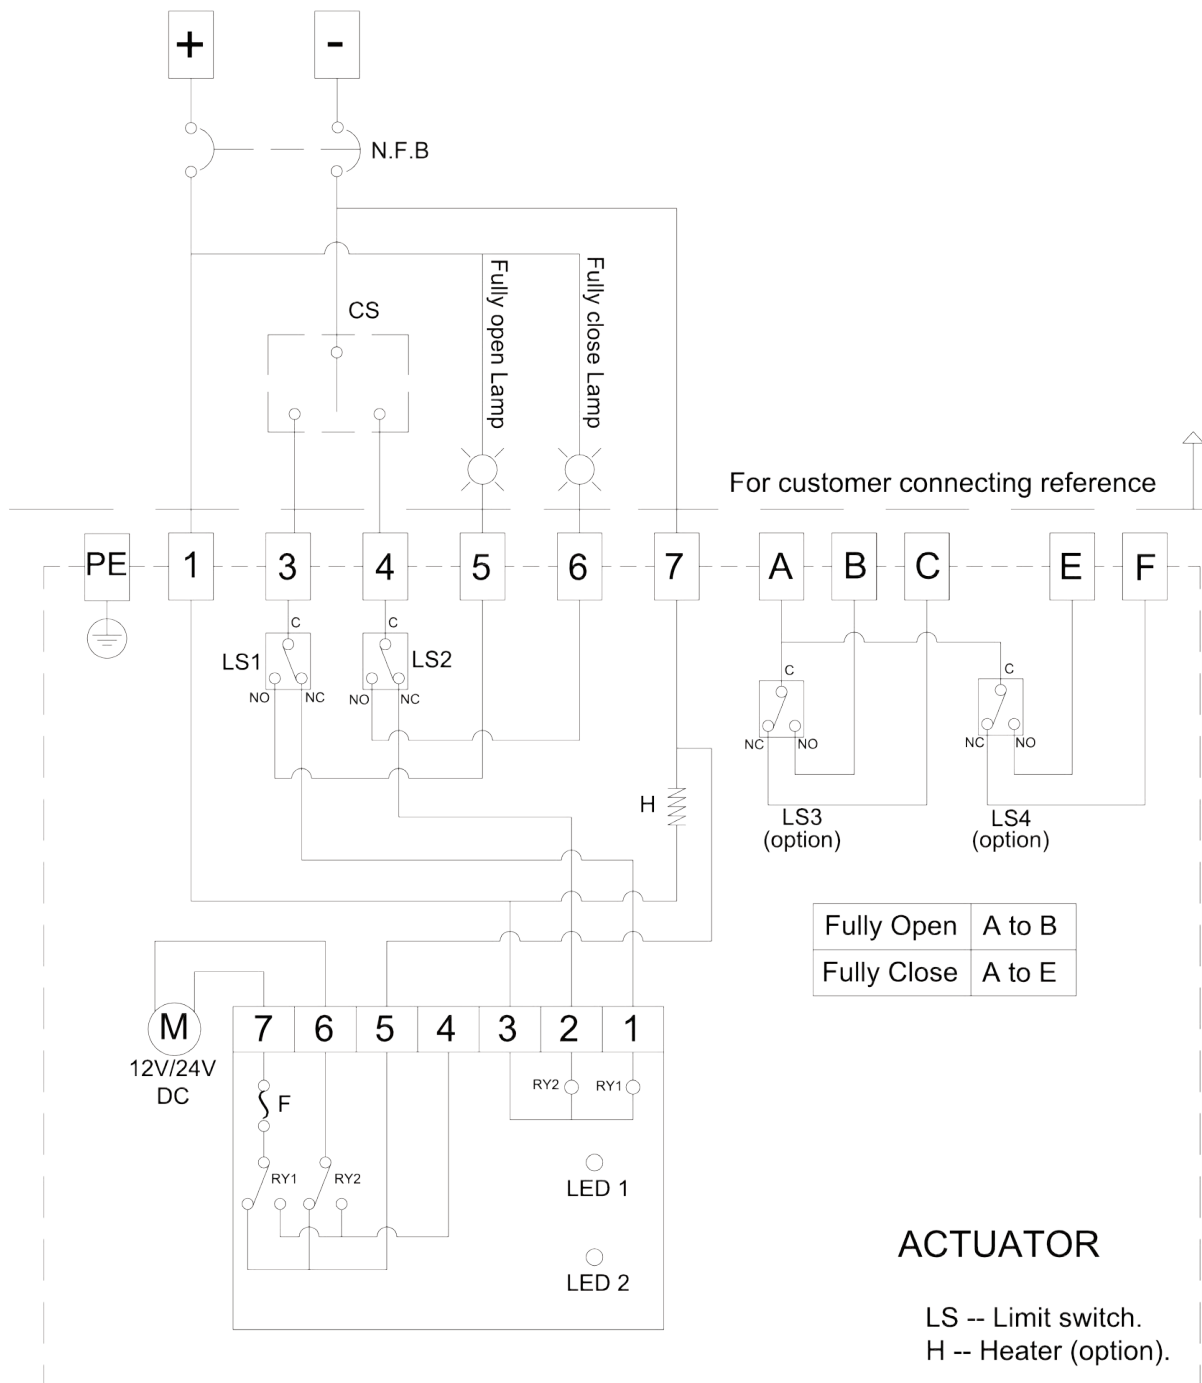 + -
N.F.B
CS
Fully open Lamp
Fully close Lamp
For customer connecting reference
PE 1 3 4 5 6 7 A B C E F
C C
LS1 LS2
NO NC NO NC
C C
NC NO NC NO
H
LS3 LS4
(option) (option)
Fully Open A to B
Fully Close A to E
M
12V/24V
DC
7 6 5 4 3 2 1
RY2 RY1
F
RY1 RY2
LED 1
LED 2
ACTUATOR
LS -- Limit switch.
H -- Heater (option).